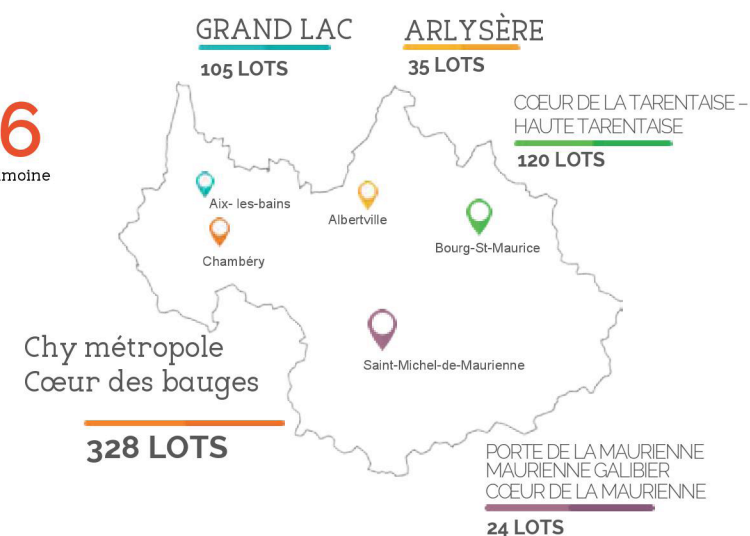 GRAND LAC
105 LOTS
ARLYSÈRE
35 LOTS
CŒUR DE LA TARENTAISE –
HAUTE TARENTAISE
120 LOTS
6
moine
Aix- les-bains
Albertville
Bourg-St-Maurice
Chambéry
Saint-Michel-de-Maurienne
Chy métropole
Cœur des bauges
328 LOTS
PORTE DE LA MAURIENNE
MAURIENNE GALIBIER
CŒUR DE LA MAURIENNE
24 LOTS